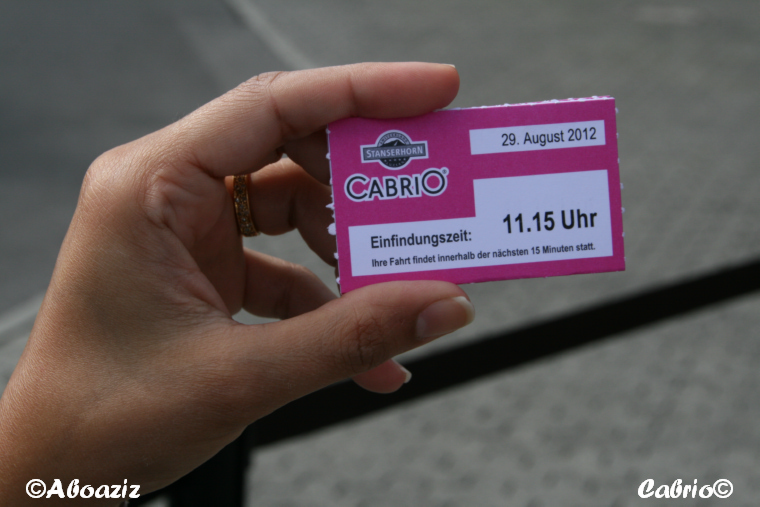 STANSERHORN
CABRIO®
29. August 2012
Einfindungszeit: 11.15 Uhr
Ihre Fahrt findet innerhalb der nächsten 15 Minuten statt.
©Aboaziz
Cabrio©